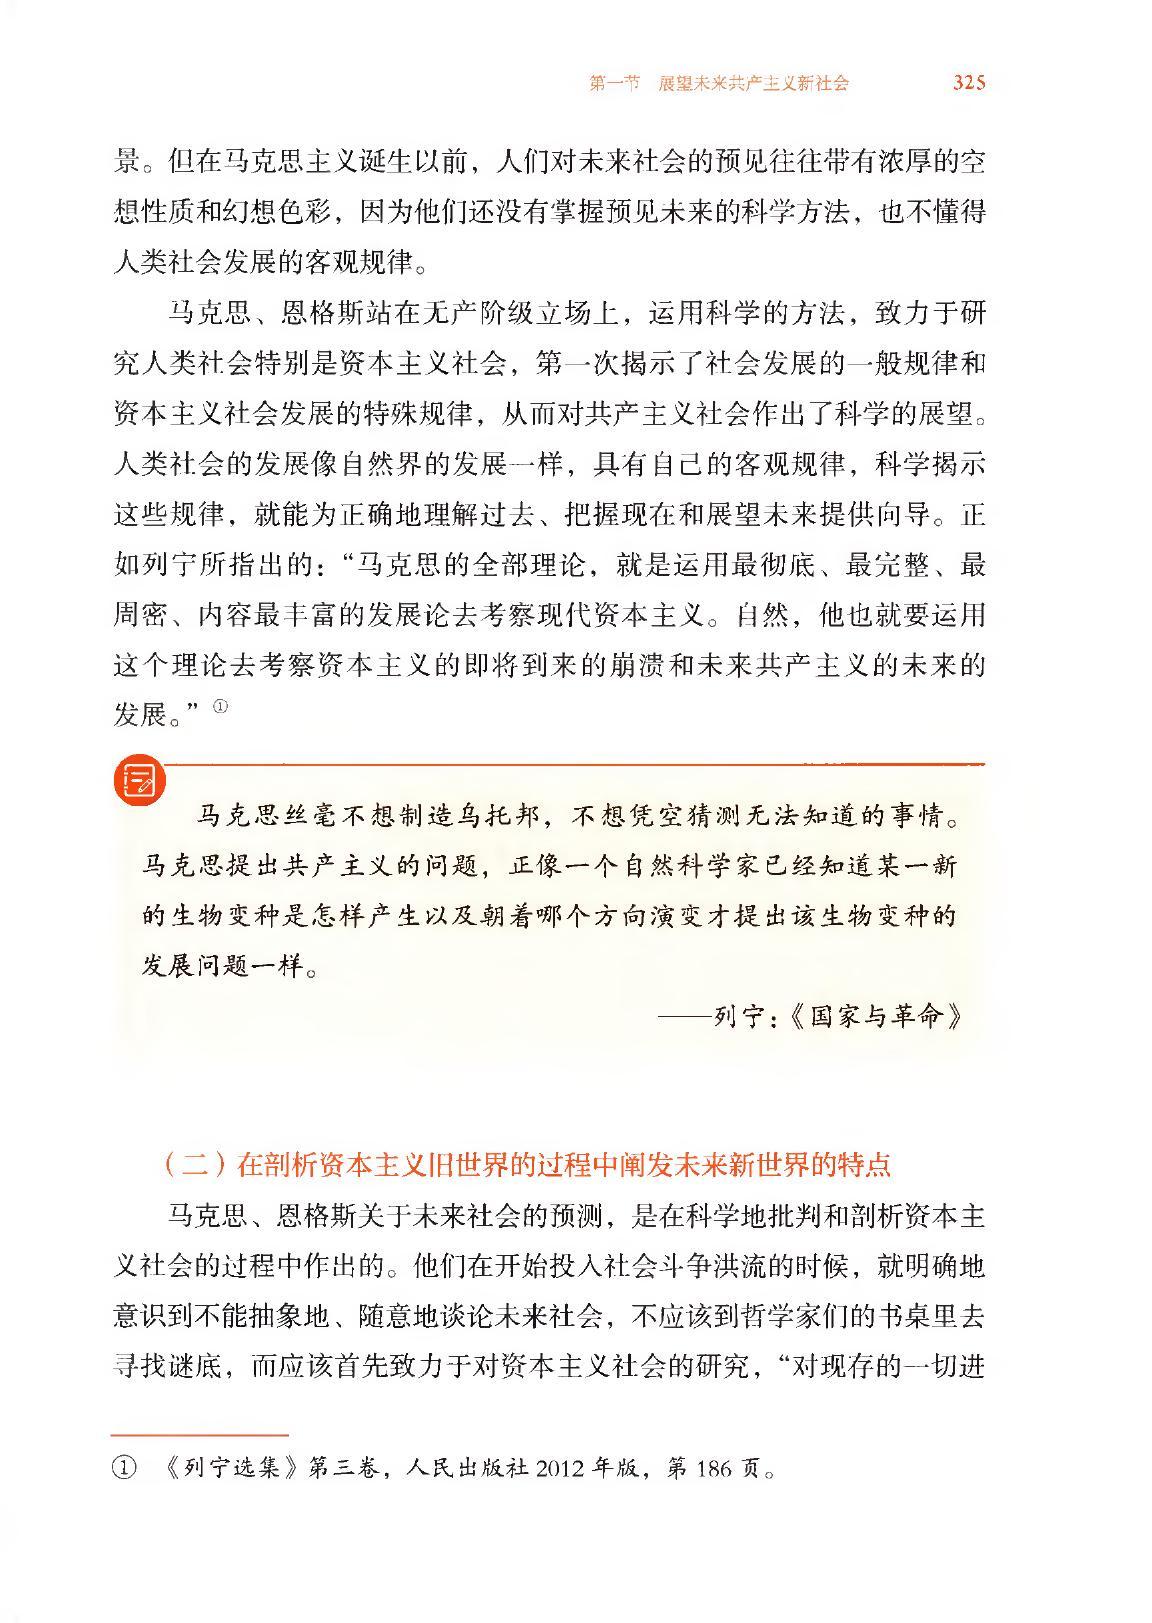 第一节　展望未来共产主义新社会　325
景。但在马克思主义诞生以前，人们对未来社会的预见往往带有浓厚的空
想性质和幻想色彩，因为他们还没有掌握预见未来的科学方法，也不懂得
人类社会发展的客观规律。
马克思、恩格斯站在无产阶级立场上，运用科学的方法，致力于研
究人类社会特别是资本主义社会，第一次揭示了社会发展的一般规律和
资本主义社会发展的特殊规律，从而对共产主义社会作出了科学的展望。
人类社会的发展像自然界的发展一样，具有自己的客观规律，科学揭示
这些规律，就能为正确地理解过去、把握现在和展望未来提供向导。正
如列宁所指出的：“马克思的全部理论，就是运用最彻底、最完整、最
周密、内容最丰富的发展论去考察现代资本主义。自然，他也就要运用
这个理论去考察资本主义的即将到来的崩溃和未来共产主义的未来的
发展。”①
马克思丝毫不想制造乌托邦，不想凭空猜测无法知道的事情。
马克思提出共产主义的问题，正像一个自然科学家已经知道某一新
的生物变种是怎样产生以及朝着哪个方向演变才提出该生物变种的
发展问题一样。
——列宁：《国家与革命》
（二）在剖析资本主义旧世界的过程中阐发未来新世界的特点
马克思、恩格斯关于未来社会的预测，是在科学地批判和剖析资本主
义社会的过程中作出的。他们在开始投入社会斗争洪流的时候，就明确地
意识到不能抽象地、随意地谈论未来社会，不应该到哲学家们的书桌里去
寻找谜底，而应该首先致力于对资本主义社会的研究，“对现存的一切进
①　《列宁选集》第三卷，人民出版社 2012 年版，第 186 页。